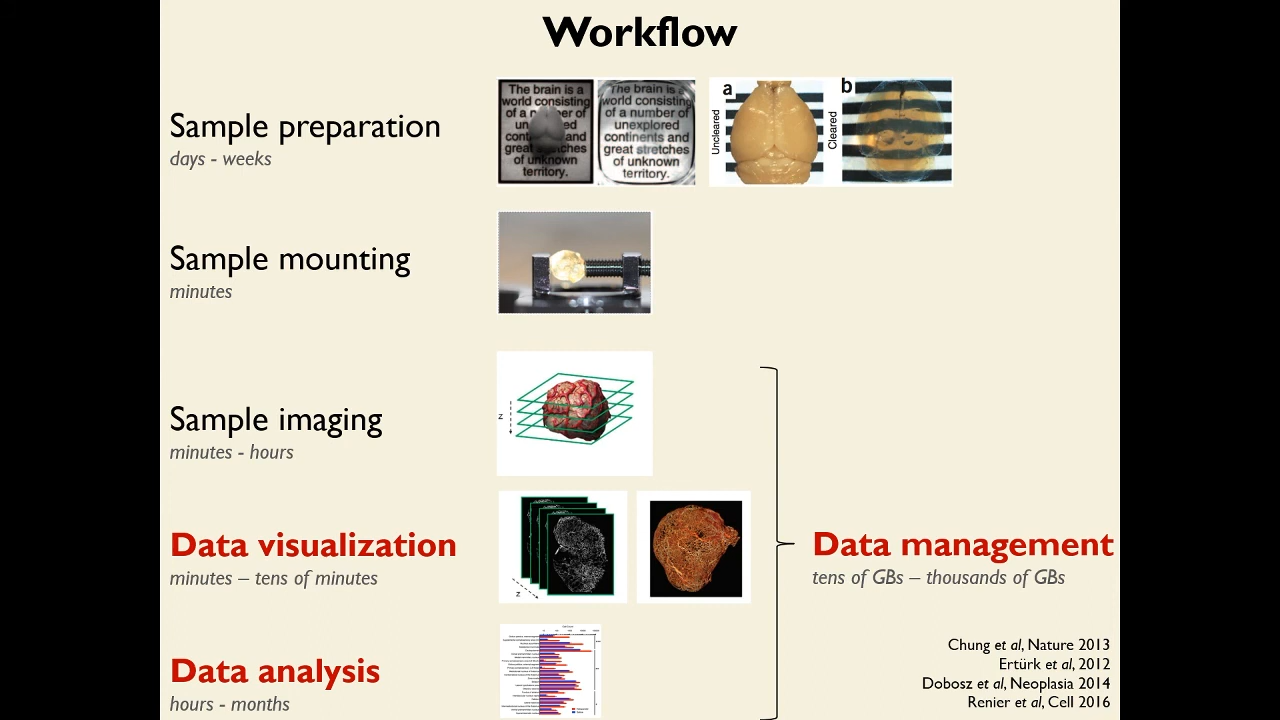 Workflow
Sample preparation
days - weeks
The brain is a
world consisting
of a number of
unexplored
continents and
great stretches
of unknown
territory.
The brain is a
world consisting
of a number of
unexplored
continents and
great stretches
of unknown
territory.
a
Uncleared
b
Cleared
Sample mounting
minutes
Sample imaging
minutes - hours
z
Data visualization
minutes – tens of minutes
z
Data management
tens of GBs – thousands of GBs
Data analysis
hours - months
Chung et al, Nature 2013
Ertürk et al, 2012
Dobosz et al, Neoplasia 2014
Renier et al, Cell 2016